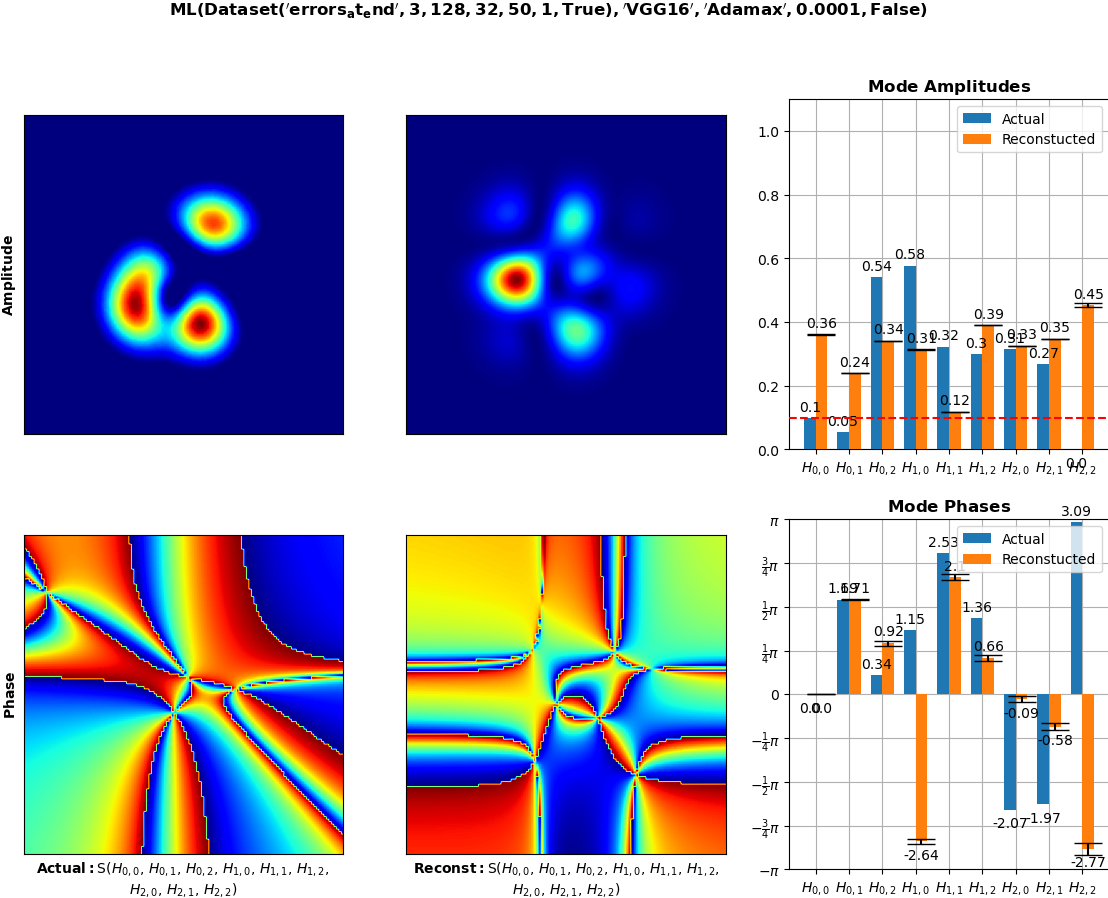 ML(Dataset('errors_at_end', 3, 128, 32, 50, 1, True), 'VGG16', 'Adamax', 0.0001, False)
Amplitude
Mode Amplitudes
Actual
Reconstucted
1.0
0.8
0.6
0.4
0.2
0.0
0.1
0.36
0.05
0.24
0.54
0.34
0.58
0.31
0.32
0.12
0.3
0.39
0.31
0.33
0.27
0.35
0.0
0.45
H0,0 H0,1 H0,2 H1,0 H1,1 H1,2 H2,0 H2,1 H2,2
Phase
Mode Phases
Actual
Reconstucted
π
3/4π
1/2π
1/4π
0
−1/4π
−1/2π
−3/4π
−π
0.0
0.0
1.69
1.71
0.34
0.92
1.15
-2.64
2.53
1.36
0.66
-2.07
-0.09
-1.97
-0.58
3.09
-2.77
H0,0 H0,1 H0,2 H1,0 H1,1 H1,2 H2,0 H2,1 H2,2
Actual: S(H0,0, H0,1, H0,2, H1,0, H1,1, H1,2,
H2,0, H2,1, H2,2)
Reconst: S(H0,0, H0,1, H0,2, H1,0, H1,1, H1,2,
H2,0, H2,1, H2,2)